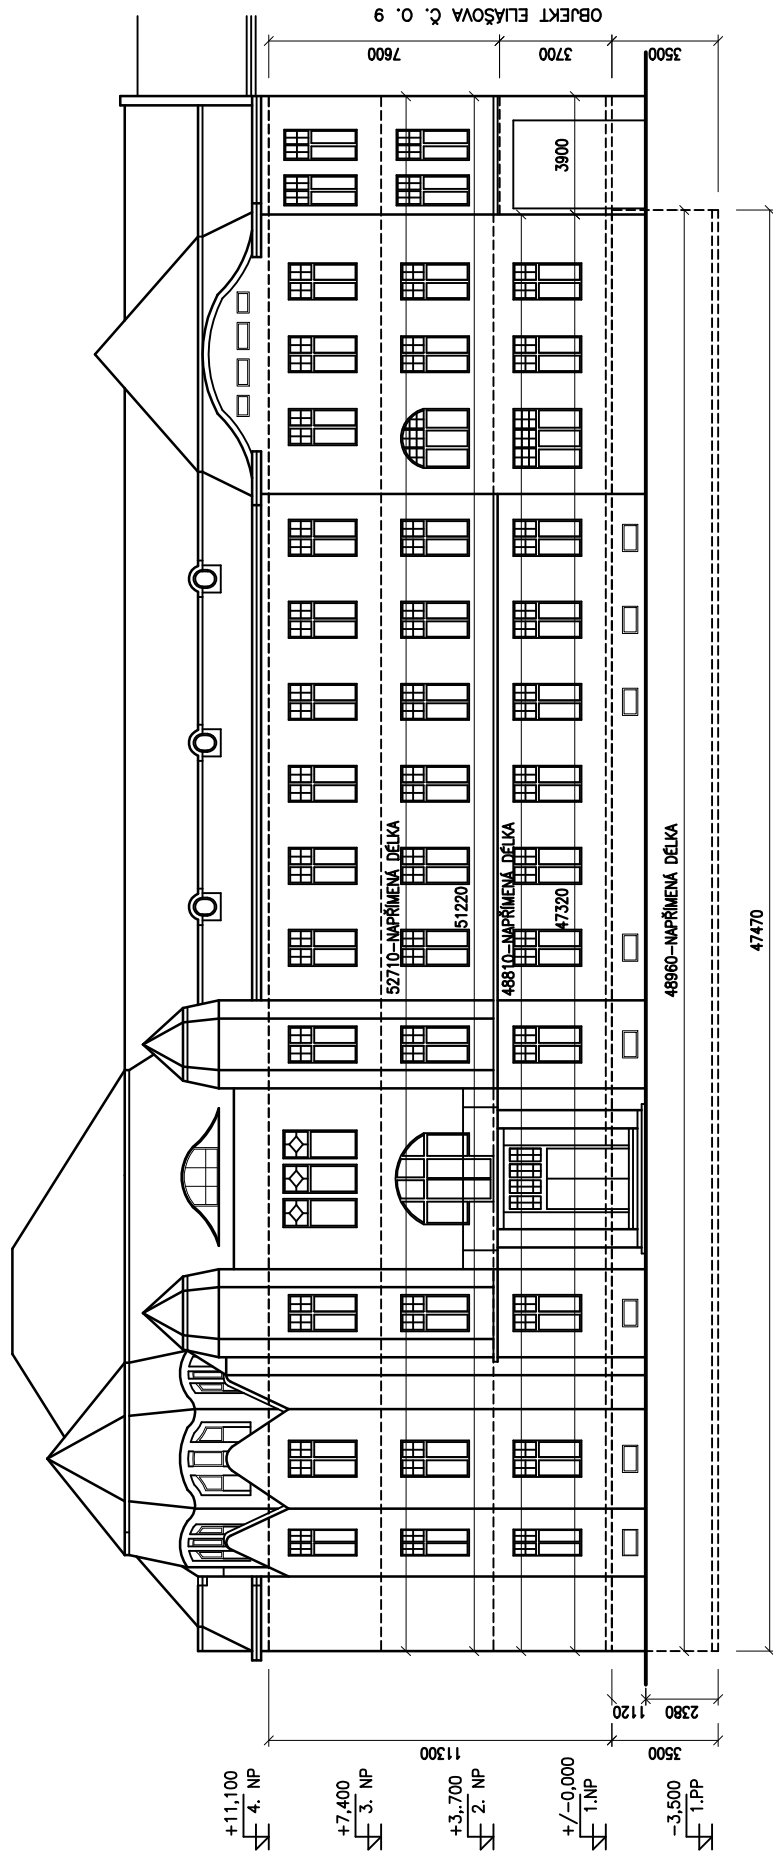 OBJEKT ELIÁŠOVA Č. O. 9
7600
3700
3500
3900
52710-NAPŘÍMENÁ DÉLKA
51220
48810-NAPŘÍMENÁ DÉLKA
47320
48960-NAPŘÍMENÁ DÉLKA
47470
11300
1120
2380
3500
+11,100
4. NP
+7,400
3. NP
+3,.700
2. NP
+/-0,000
1.NP
-3,500
1.PP